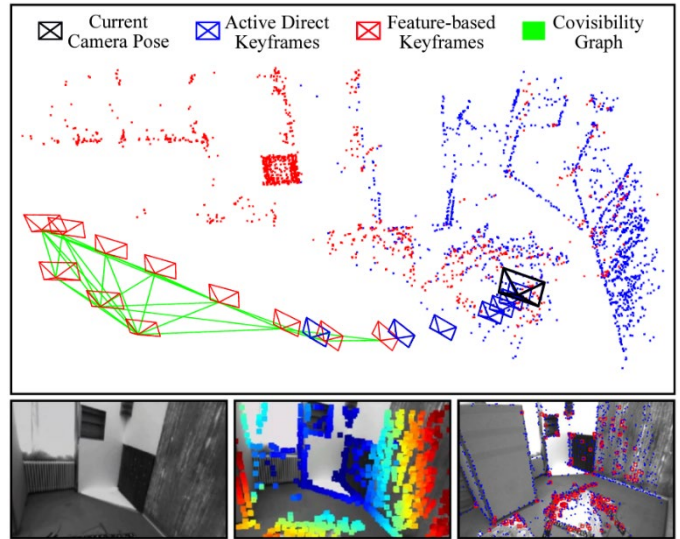 Current
Camera Pose
Active Direct
Keyframes
Feature-based
Keyframes
Covisibility
Graph